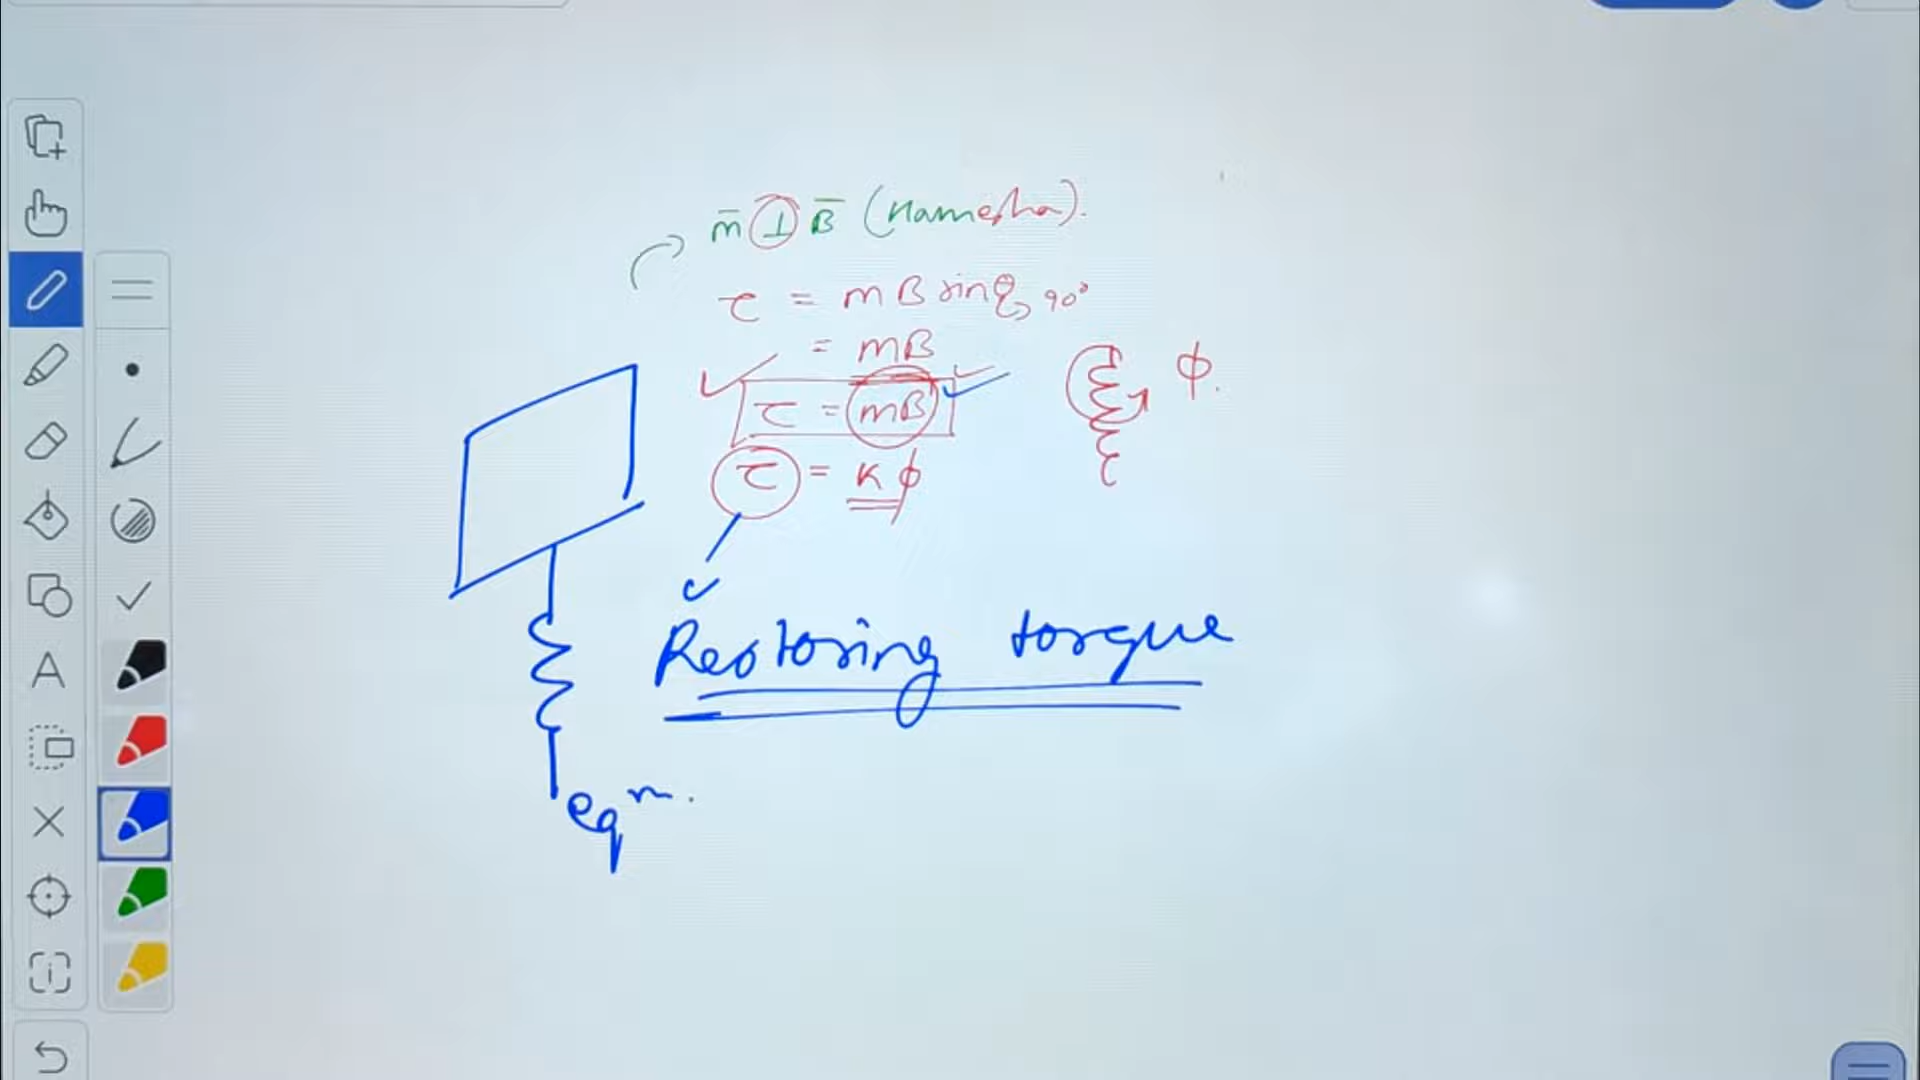 m̄ ⊥ B̄ (Hamesha).
τ = mB sinθ → 90°
= mB
τ = mB
ϕ.
τ = Kϕ
Restoring torque
eqᵐ.
A